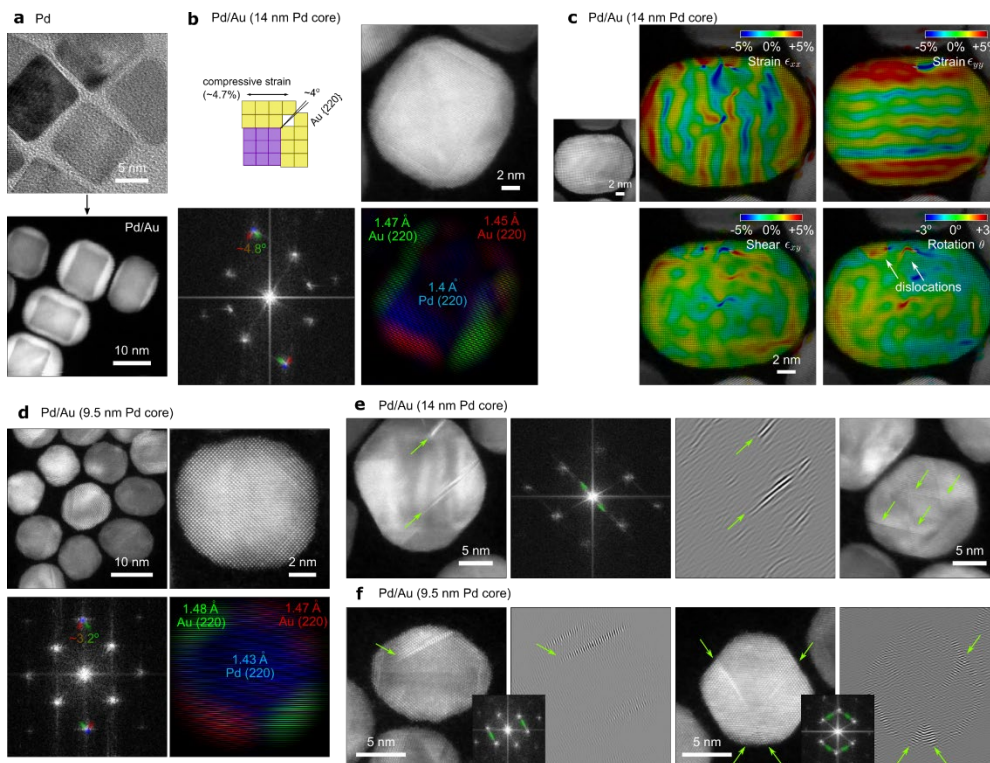 a Pd
5 nm
Pd/Au
10 nm
b Pd/Au (14 nm Pd core)
compressive strain
(~4.7%)
~4°
Au (220)
2 nm
~4.8°
1.47 Å
Au (220)
1.45 Å
Au (220)
1.4 Å
Pd (220)
c Pd/Au (14 nm Pd core)
2 nm
-5% 0% +5%
Strain ϵxx
-5% 0% +5%
Strain ϵyy
-5% 0% +5%
Shear ϵxy
2 nm
-3° 0° +3
Rotation θ
dislocations
d Pd/Au (9.5 nm Pd core)
10 nm
2 nm
~3.2°
1.48 Å
Au (220)
1.47 Å
Au (220)
1.43 Å
Pd (220)
e Pd/Au (14 nm Pd core)
5 nm
5 nm
f Pd/Au (9.5 nm Pd core)
5 nm
5 nm